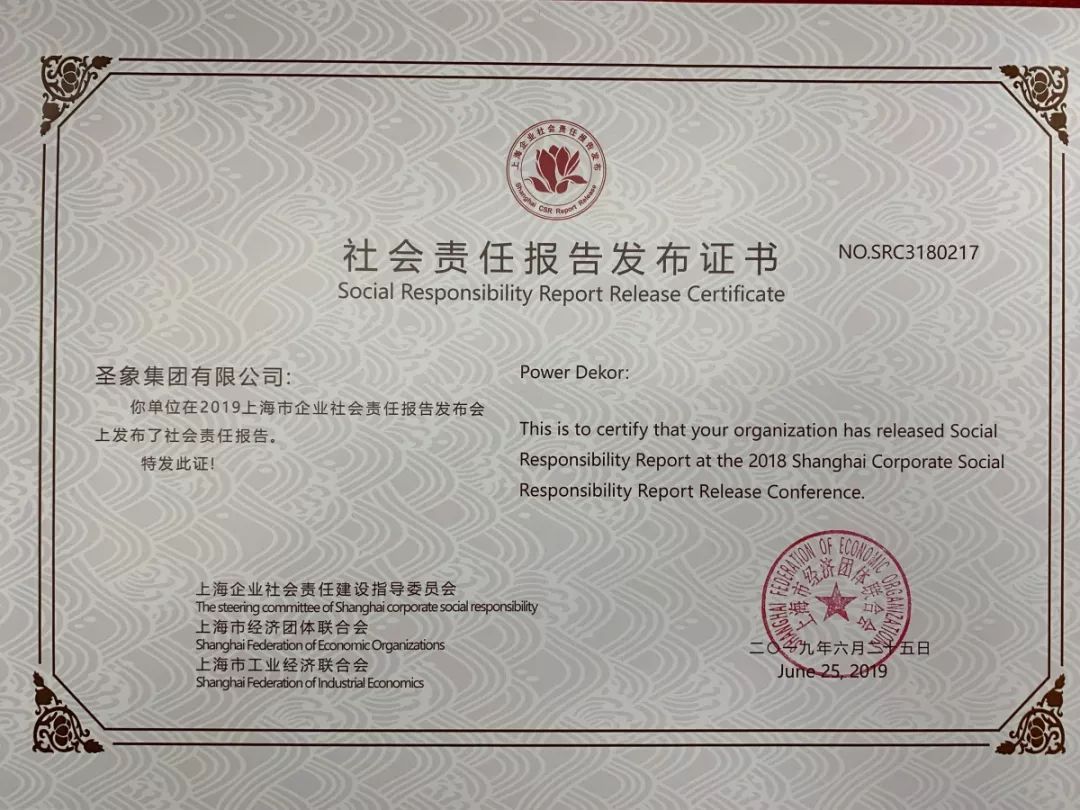 上海企业社会责任报告发布
Shanghai CSR Report Release
社会责任报告发布证书
NO.SRC3180217
Social Responsibility Report Release Certificate
圣象集团有限公司:
你单位在2019上海市企业社会责任报告发布会
上发布了社会责任报告。
特发此证!
Power Dekor:
This is to certify that your organization has released Social
Responsibility Report at the 2018 Shanghai Corporate Social
Responsibility Report Release Conference.
上海企业社会责任建设指导委员会
The steering committee of Shanghai corporate social responsibility
上海市经济团体联合会
Shanghai Federation of Economic Organizations
上海市工业经济联合会
Shanghai Federation of Industrial Economics
SHANGHAI FEDERATION OF ECONOMIC ORGANIZATIONS
上海市经济团体联合会
二〇一九年六月二十五日
June 25, 2019